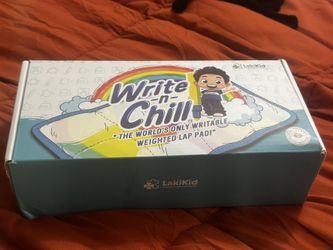 LakiKid
Write
-n-
Chill
"THE WORLD'S ONLY WRITABLE
WEIGHTED LAP PAD!"
LakiKid